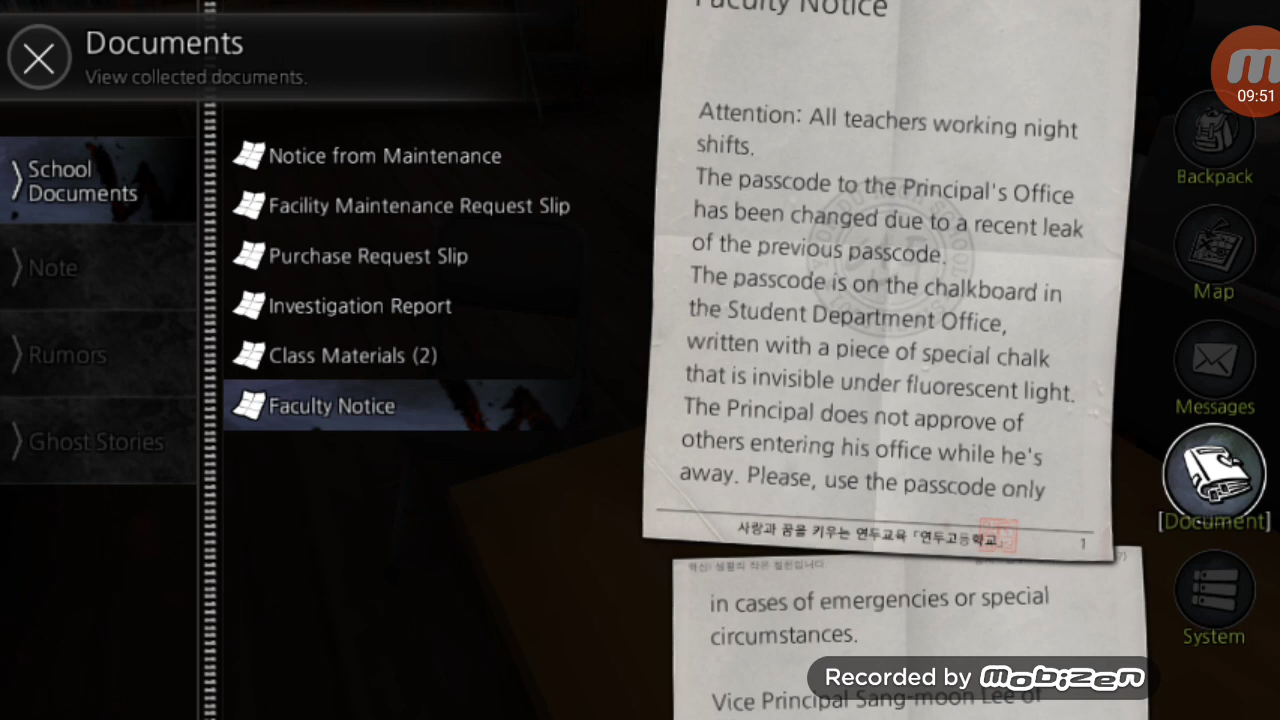 Documents
View collected documents.
School
Documents
Note
Rumors
Ghost Stories
Notice from Maintenance
Facility Maintenance Request Slip
Purchase Request Slip
Investigation Report
Class Materials (2)
Faculty Notice
Faculty Notice
Attention: All teachers working night
shifts.
The passcode to the Principal's Office
has been changed due to a recent leak
of the previous passcode.
The passcode is on the chalkboard in
the Student Department Office,
written with a piece of special chalk
that is invisible under fluorescent light.
The Principal does not approve of
others entering his office while he's
away. Please, use the passcode only
사랑과 꿈을 키우는 연두교육 「연두고등학교」
1
in cases of emergencies or special
circumstances.
Vice Principal Sang-moon Lee of
09:51
Backpack
Map
Messages
[Document]
System
Recorded by mobizen